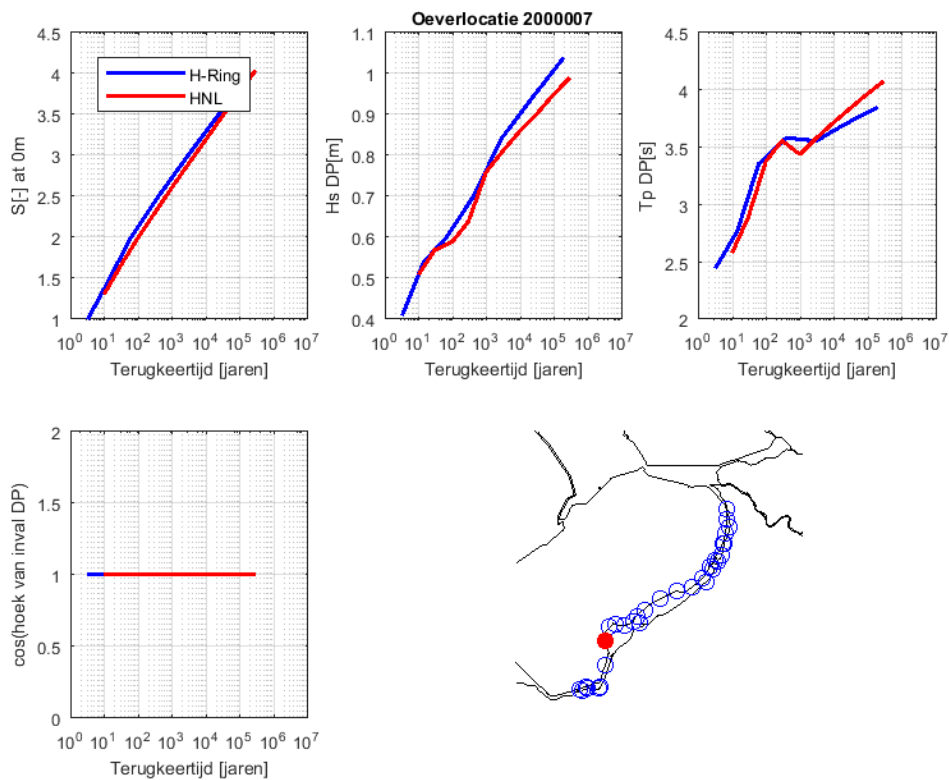 Oeverlocatie 2000007
4.5
4
3.5
3
2.5
2
1.5
1
S[-] at 0m
H-Ring
HNL
10^0 10^1 10^2 10^3 10^4 10^5 10^6 10^7
Terugkeertijd [jaren]
1.1
1
0.9
0.8
0.7
0.6
0.5
0.4
Hs DP[m]
10^0 10^1 10^2 10^3 10^4 10^5 10^6 10^7
Terugkeertijd [jaren]
4.5
4
3.5
3
2.5
2
Tp DP[s]
10^0 10^1 10^2 10^3 10^4 10^5 10^6 10^7
Terugkeertijd [jaren]
2
1.5
1
0.5
0
cos(hoek van inval DP)
10^0 10^1 10^2 10^3 10^4 10^5 10^6 10^7
Terugkeertijd [jaren]